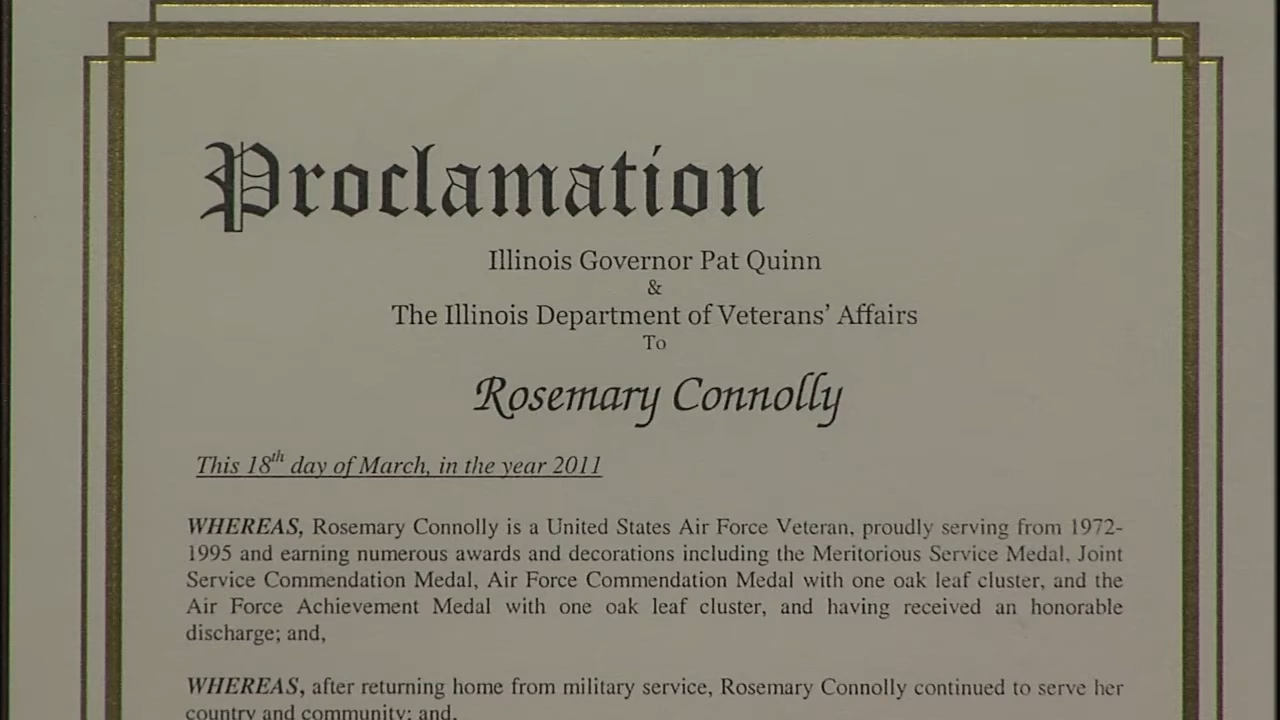 Proclamation
Illinois Governor Pat Quinn
&
The Illinois Department of Veterans' Affairs
To
Rosemary Connolly
This 18th day of March, in the year 2011
WHEREAS, Rosemary Connolly is a United States Air Force Veteran, proudly serving from 1972-
1995 and earning numerous awards and decorations including the Meritorious Service Medal, Joint
Service Commendation Medal, Air Force Commendation Medal with one oak leaf cluster, and the
Air Force Achievement Medal with one oak leaf cluster, and having received an honorable
discharge; and,
WHEREAS, after returning home from military service, Rosemary Connolly continued to serve her
country and community; and,